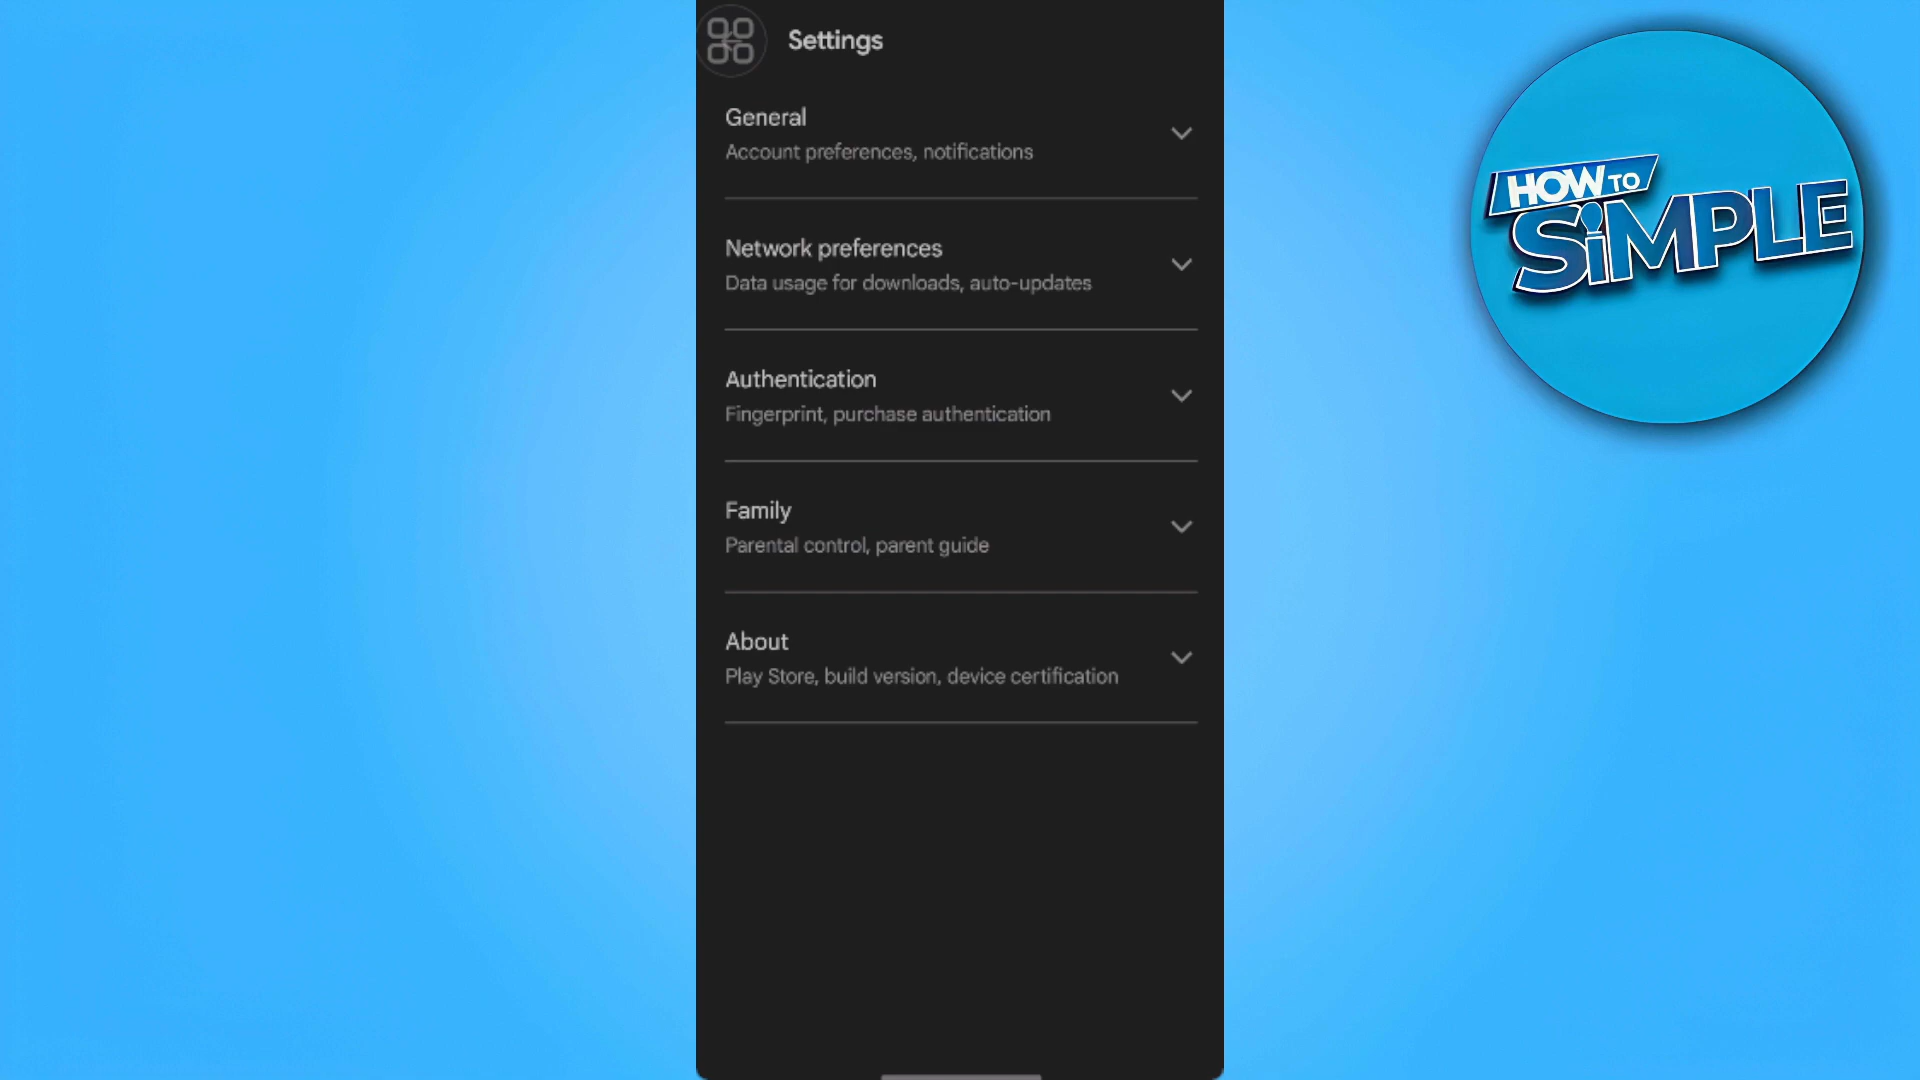 Settings
General
Account preferences, notifications
Network preferences
Data usage for downloads, auto-updates
Authentication
Fingerprint, purchase authentication
Family
Parental control, parent guide
About
Play Store, build version, device certification
HOW TO
SiMPLE